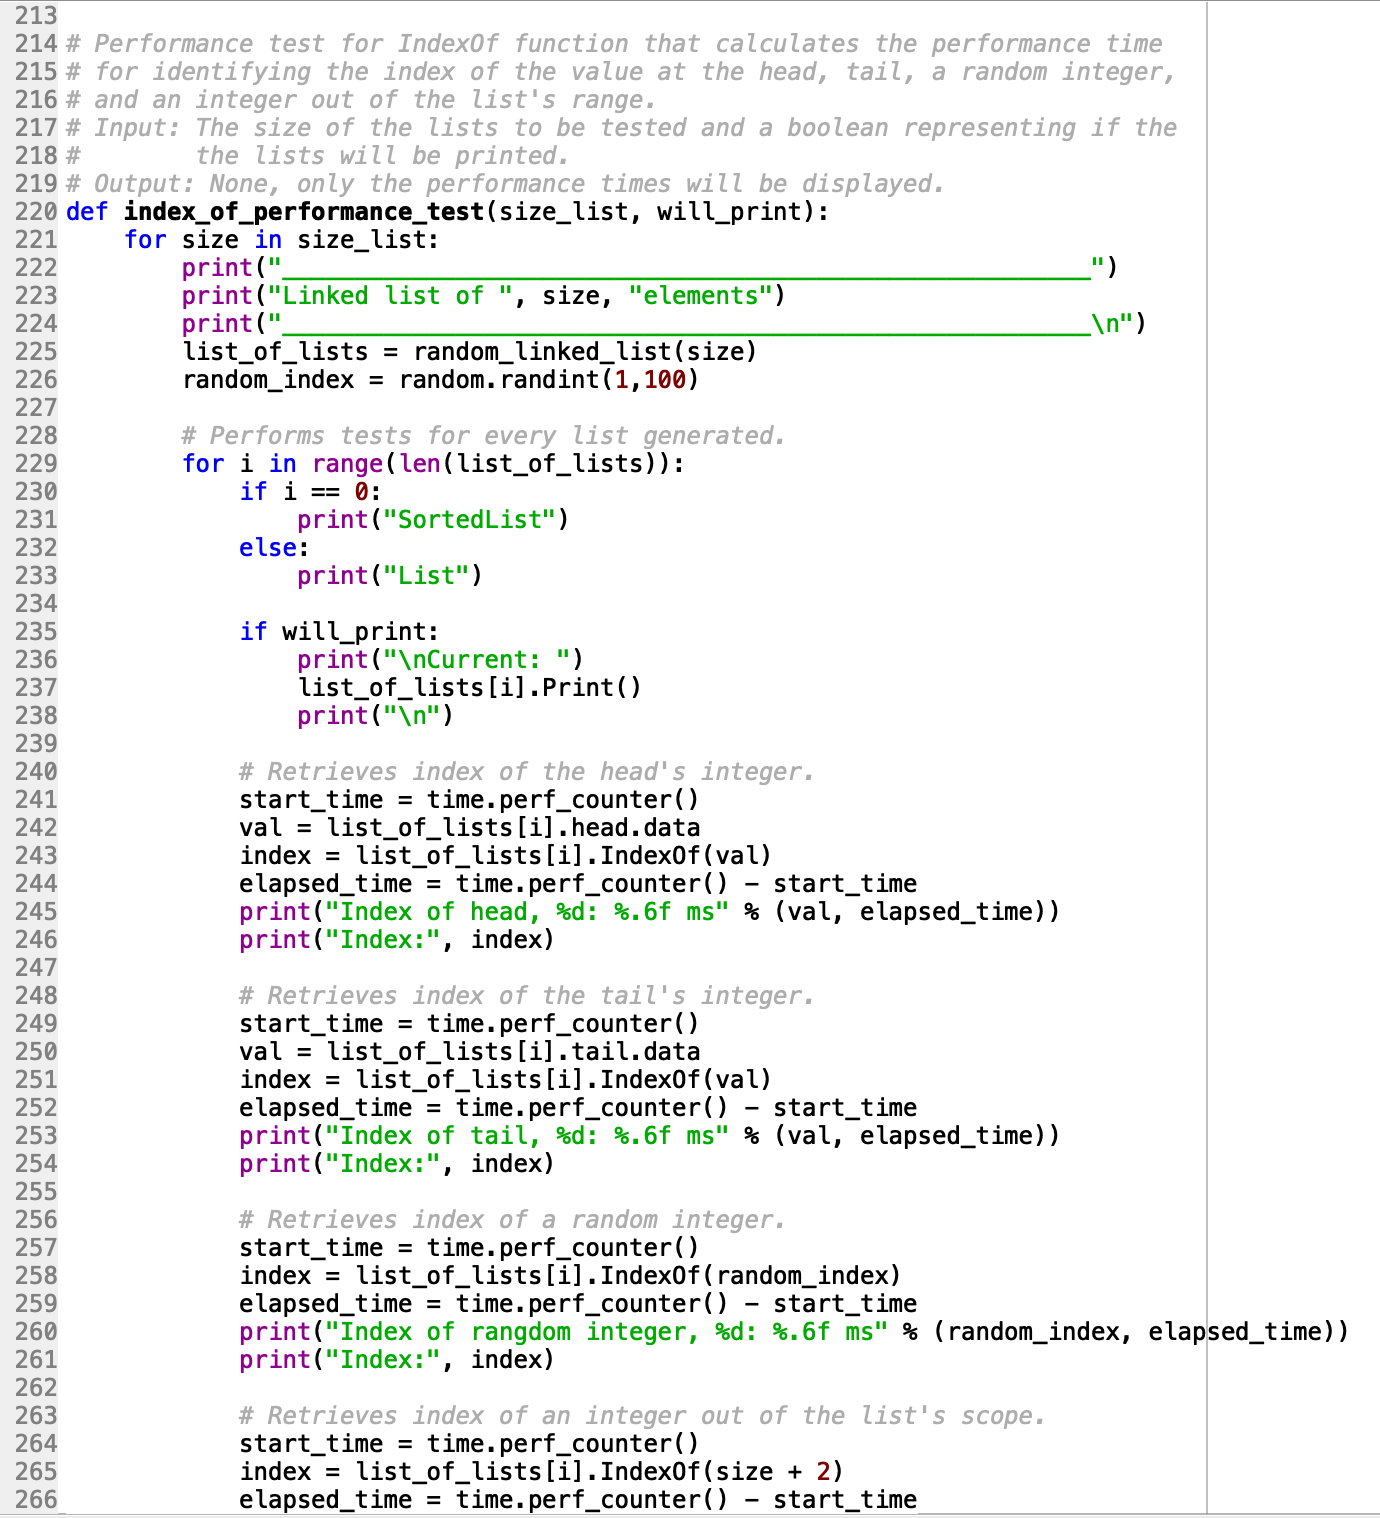 213
214 # Performance test for IndexOf function that calculates the performance time
215 # for identifying the index of the value at the head, tail, a random integer,
216 # and an integer out of the list's range.
217 # Input: The size of the lists to be tested and a boolean representing if the
218 #        the lists will be printed.
219 # Output: None, only the performance times will be displayed.
220 def index_of_performance_test(size_list, will_print):
221     for size in size_list:
222         print("________________________________________________________")
223         print("Linked list of ", size, "elements")
224         print("________________________________________________________\n")
225         list_of_lists = random_linked_list(size)
226         random_index = random.randint(1,100)
227
228         # Performs tests for every list generated.
229         for i in range(len(list_of_lists)):
230             if i == 0:
231                 print("SortedList")
232             else:
233                 print("List")
234
235             if will_print:
236                 print("\nCurrent: ")
237                 list_of_lists[i].Print()
238                 print("\n")
239
240             # Retrieves index of the head's integer.
241             start_time = time.perf_counter()
242             val = list_of_lists[i].head.data
243             index = list_of_lists[i].IndexOf(val)
244             elapsed_time = time.perf_counter() - start_time
245             print("Index of head, %d: %.6f ms" % (val, elapsed_time))
246             print("Index:", index)
247
248             # Retrieves index of the tail's integer.
249             start_time = time.perf_counter()
250             val = list_of_lists[i].tail.data
251             index = list_of_lists[i].IndexOf(val)
252             elapsed_time = time.perf_counter() - start_time
253             print("Index of tail, %d: %.6f ms" % (val, elapsed_time))
254             print("Index:", index)
255
256             # Retrieves index of a random integer.
257             start_time = time.perf_counter()
258             index = list_of_lists[i].IndexOf(random_index)
259             elapsed_time = time.perf_counter() - start_time
260             print("Index of rangdom integer, %d: %.6f ms" % (random_index, elapsed_time))
261             print("Index:", index)
262
263             # Retrieves index of an integer out of the list's scope.
264             start_time = time.perf_counter()
265             index = list_of_lists[i].IndexOf(size + 2)
266             elapsed_time = time.perf_counter() - start_time